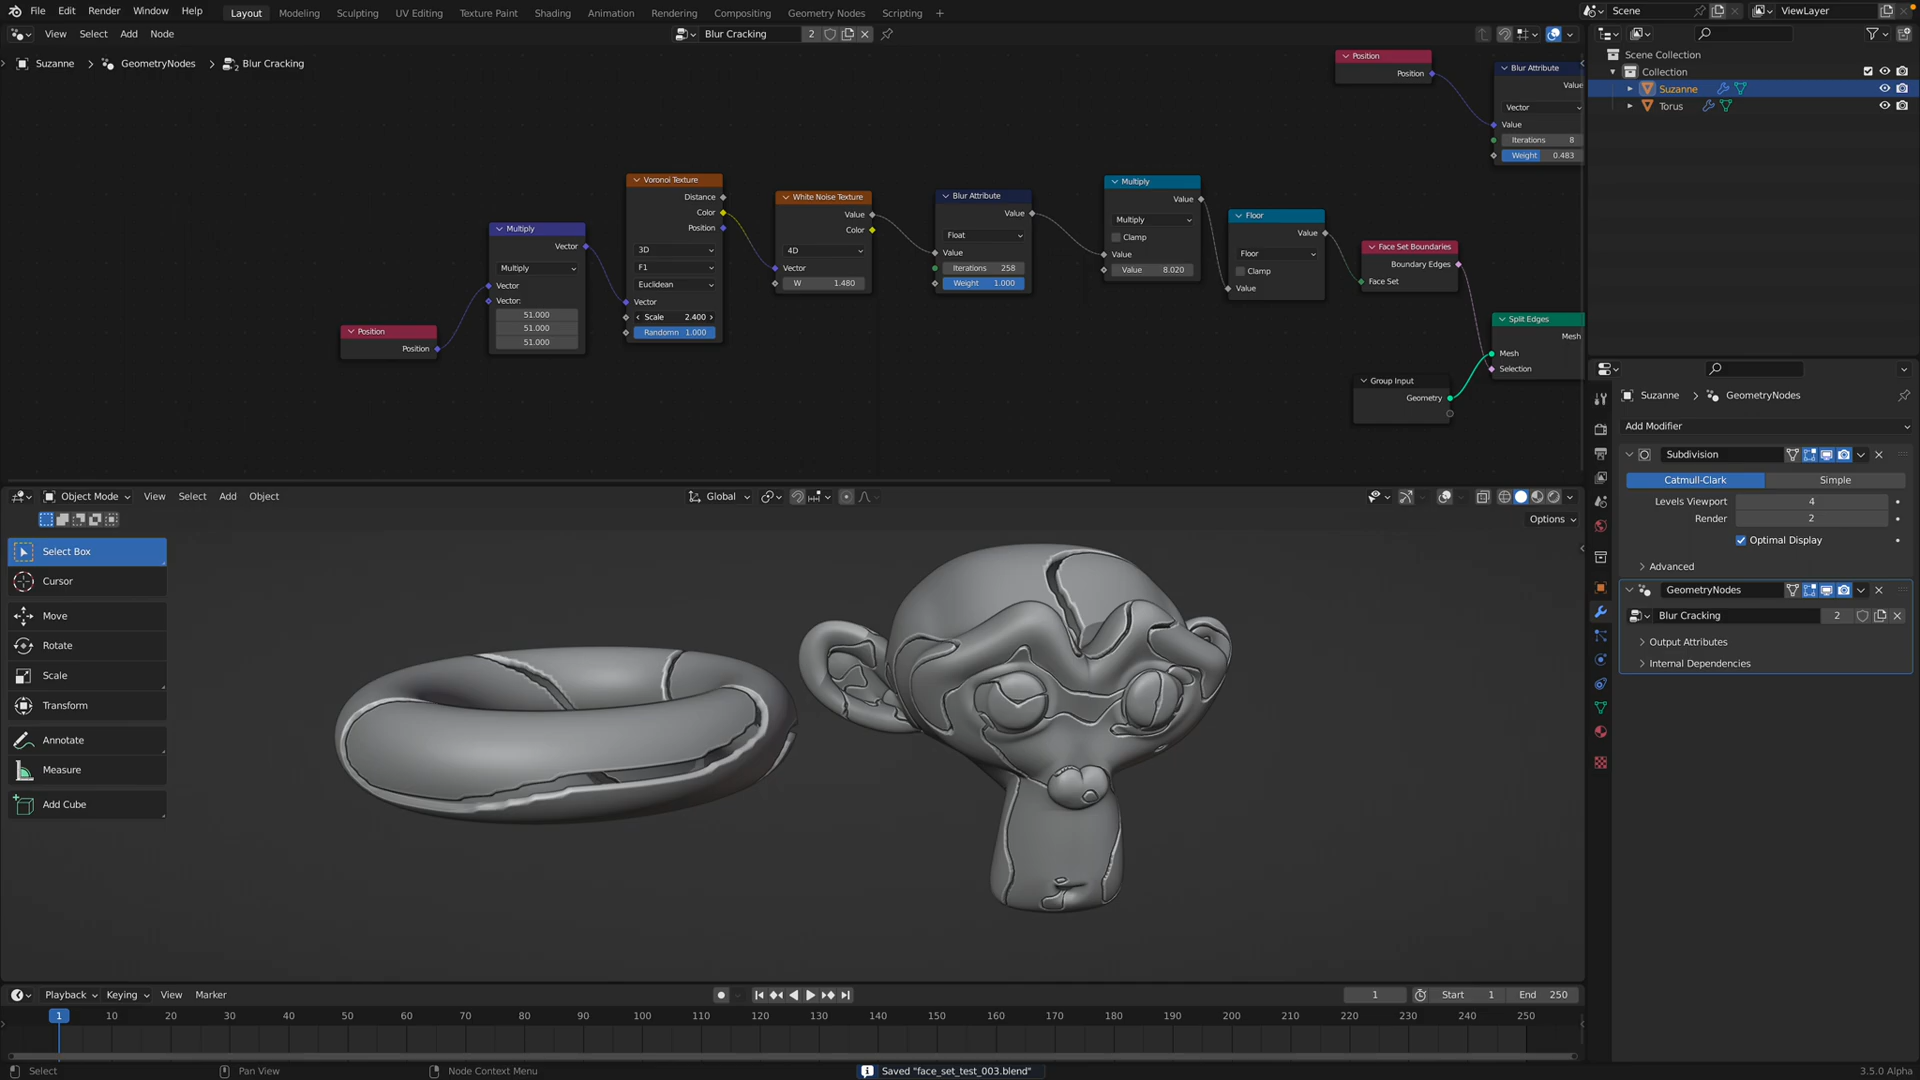 File Edit Render Window Help Layout Modeling Sculpting UV Editing Texture Paint Shading Animation Rendering Compositing Geometry Nodes Scripting + Scene ViewLayer
View Select Add Node Blur Cracking 2
Suzanne > GeometryNodes > Blur Cracking
Position
Position
Blur Attribute
Value
Vector
Value
Iterations 8
Weight 0.483
Position
Position
Multiply
Vector
Multiply
Vector
Vector:
51.000
51.000
51.000
Voronoi Texture
Distance
Color
Position
3D
F1
Euclidean
Vector
Scale 2.400
Randomn 1.000
White Noise Texture
Value
Color
4D
Vector
W 1.480
Blur Attribute
Value
Float
Value
Iterations 258
Weight 1.000
Multiply
Value
Multiply
Clamp
Value
Value 8.020
Floor
Value
Floor
Clamp
Value
Face Set Boundaries
Boundary Edges
Face Set
Split Edges
Mesh
Mesh
Selection
Group Input
Geometry
Scene Collection
Collection
Suzanne
Torus
Suzanne > GeometryNodes
Add Modifier
Subdivision
Catmull-Clark Simple
Levels Viewport 4
Render 2
Optimal Display
Advanced
GeometryNodes
Blur Cracking 2
Output Attributes
Internal Dependencies
Object Mode View Select Add Object Global
Options
Select Box
Cursor
Move
Rotate
Scale
Transform
Annotate
Measure
Add Cube
Playback Keying View Marker 1 Start 1 End 250
1 10 20 30 40 50 60 70 80 90 100 110 120 130 140 150 160 170 180 190 200 210 220 230 240 250
Select Pan View Node Context Menu Saved "face_set_test_003.blend" 3.5.0 Alpha